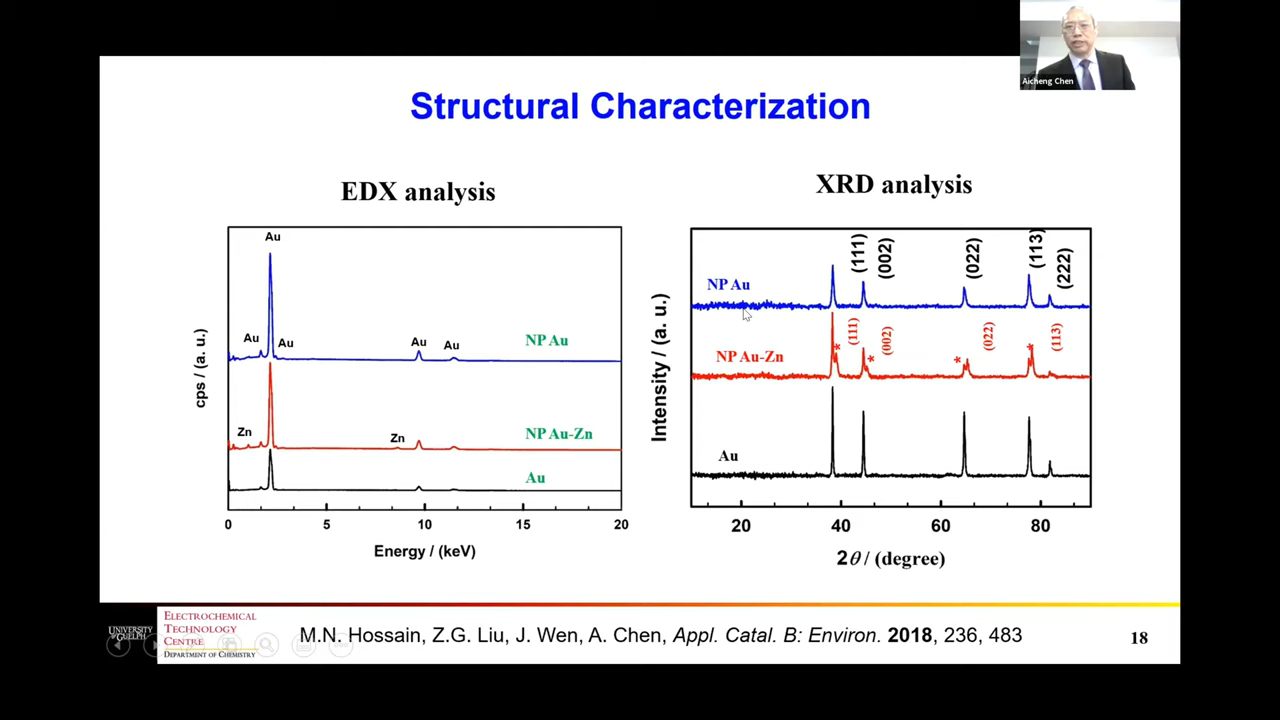 Aicheng Chen
Structural Characterization
EDX analysis
Au
Au
Au
Au
Au
NP Au
Zn
Zn
NP Au-Zn
Au
cps / (a. u.)
0
5
10
15
20
Energy / (keV)
XRD analysis
(111)
(002)
(022)
(113)
(222)
NP Au
(111)
(002)
(022)
(113)
*
*
*
*
NP Au-Zn
Au
Intensity / (a. u.)
20
40
60
80
2θ / (degree)
UNIVERSITY
OF GUELPH
ELECTROCHEMICAL
TECHNOLOGY
CENTRE
DEPARTMENT OF CHEMISTRY
M.N. Hossain, Z.G. Liu, J. Wen, A. Chen, Appl. Catal. B: Environ. 2018, 236, 483
18